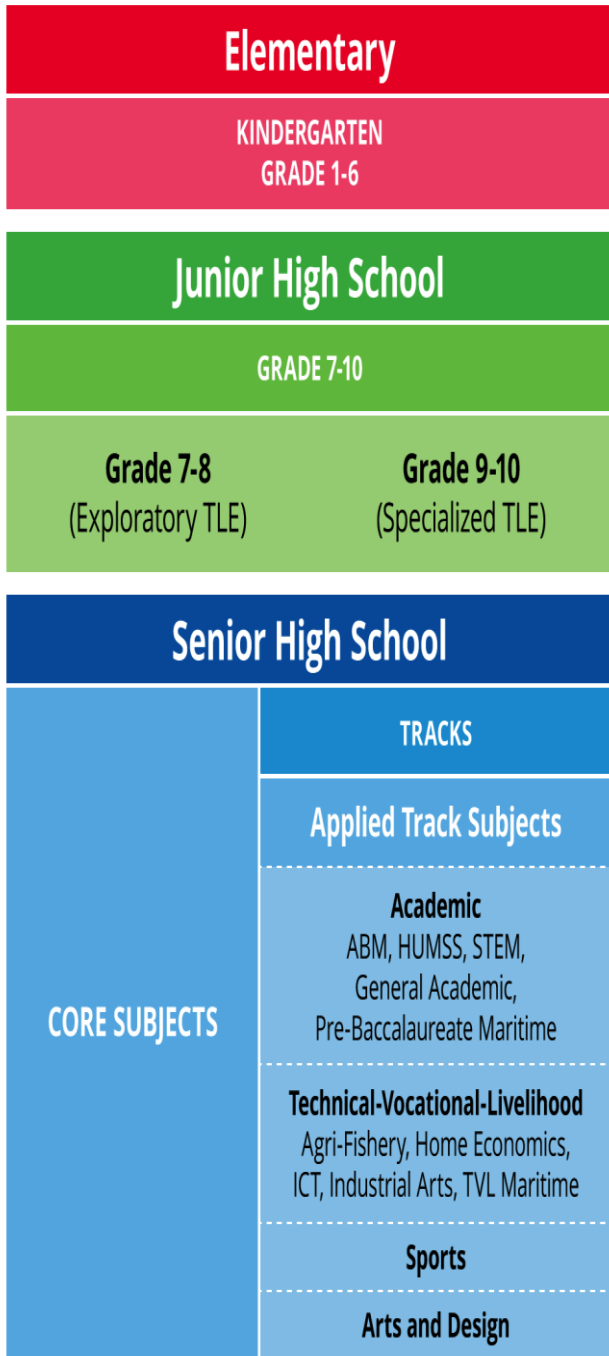 Elementary
KINDERGARTEN
GRADE 1-6
Junior High School
GRADE 7-10
Grade 7-8
(Exploratory TLE)
Grade 9-10
(Specialized TLE)
Senior High School
CORE SUBJECTS
TRACKS
Applied Track Subjects
Academic
ABM, HUMSS, STEM,
General Academic,
Pre-Baccalaureate Maritime
Technical-Vocational-Livelihood
Agri-Fishery, Home Economics,
ICT, Industrial Arts, TVL Maritime
Sports
Arts and Design